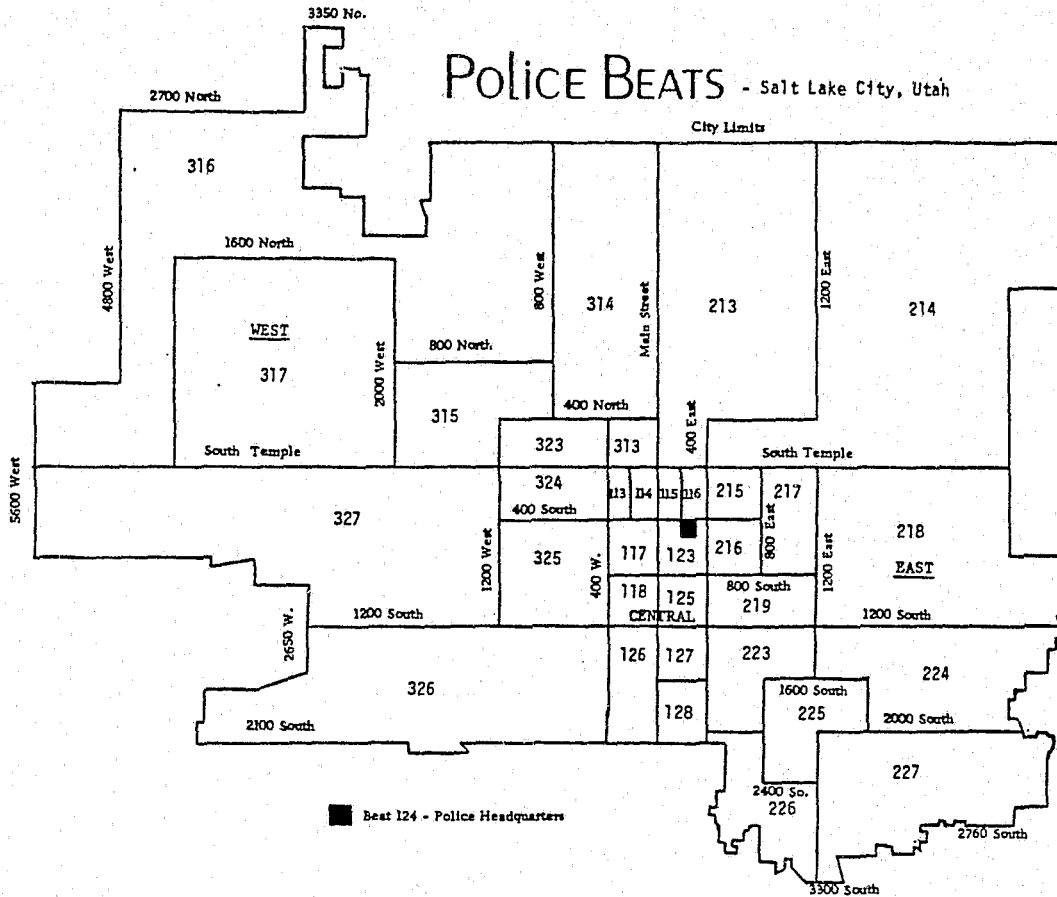 3350 No.
POLICE BEATS - Salt Lake City, Utah
2700 North
City Limits
316
1600 North
4800 West
800 West
314
Main Street
213
1200 East
214
WEST
317
2000 West
800 North
315
400 North
400 East
323
313
South Temple
South Temple
5600 West
324
113
114
115
116
215
217
400 South
327
1200 West
325
400 W.
117
123
216
800 East
1200 East
218
EAST
118
125
800 South
219
1200 South
CENTRAL
1200 South
2650 W.
126
127
223
224
326
1600 South
128
225
2000 South
2100 South
227
2400 So.
226
Beat 124 - Police Headquarters
2760 South
3300 South